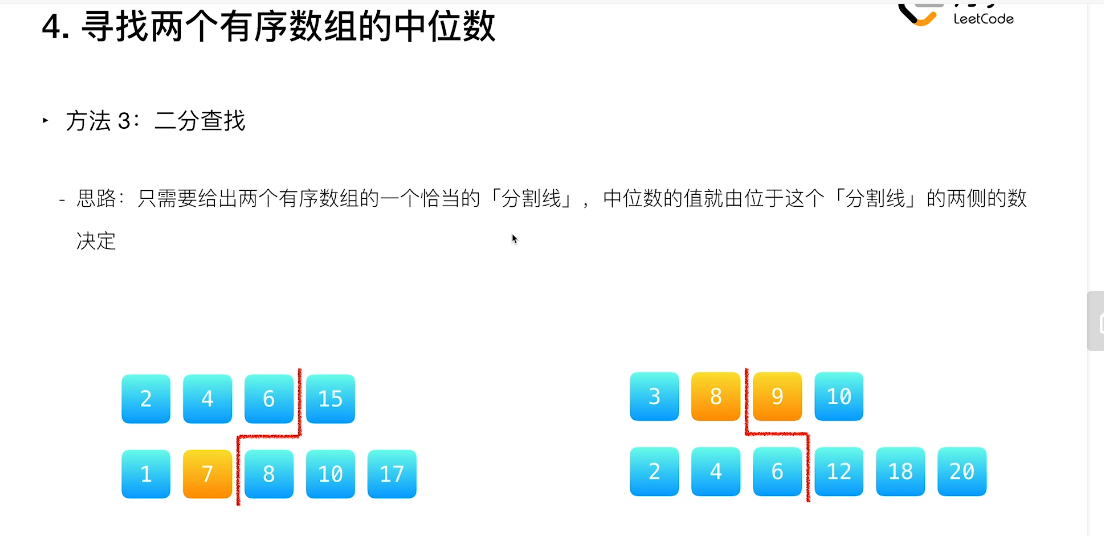 4. 寻找两个有序数组的中位数
LeetCode
‣ 方法 3：二分查找
- 思路：只需要给出两个有序数组的一个恰当的「分割线」，中位数的值就由位于这个「分割线」的两侧的数
决定
2 4 6 15
1 7 8 10 17
3 8 9 10
2 4 6 12 18 20